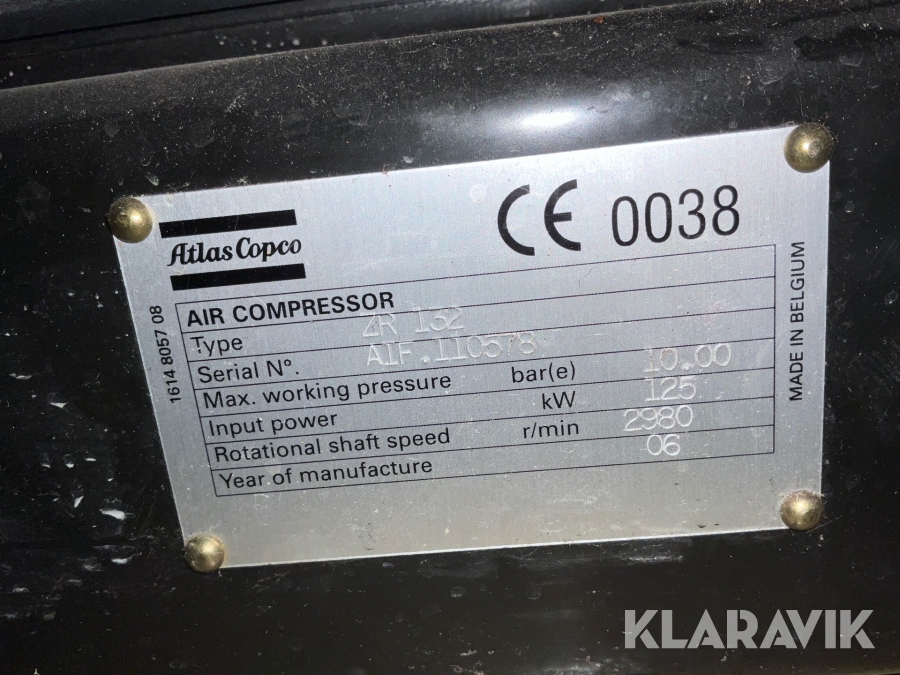 Atlas Copco
CE 0038
AIR COMPRESSOR
Type ZR 132
Serial Nº. AIF.110578
Max. working pressure bar(e) 10.00
Input power kW 125
Rotational shaft speed r/min 2980
Year of manufacture 06
1614 8057 08
MADE IN BELGIUM
KLARAVIK